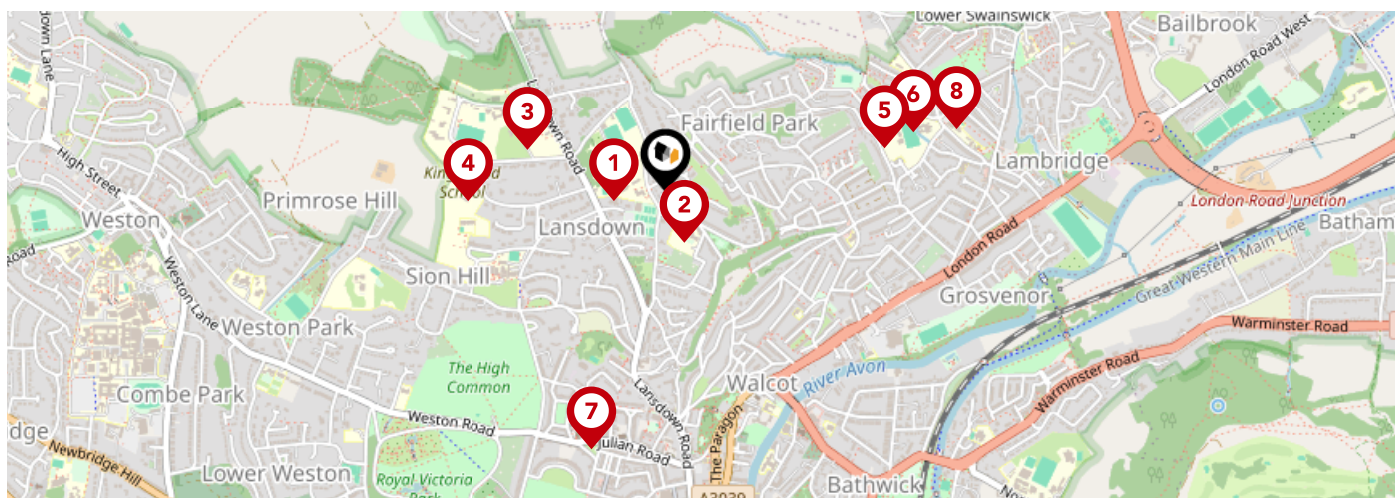 Lower Swainswick
Bailbrook
down Lane
London Road West
3
6
8
5
Fairfield Park
1
4
Lambridge
High Street
School
Primrose Hill
2
London Road Junction
Weston
Lansdown
Batham
Road
London Road
Great Western Main Line
Sion Hill
Grosvenor
Weston Lane
Weston Park
Warminster Road
The High
Common
River Avon
Walcot
Warminster Road
Combe Park
Lansdown Road
7
Weston Road
The Paragon
dge
Julian Road
Newbridge Hill
Lower Weston
Royal Victoria
Park
Bathwick
A3039